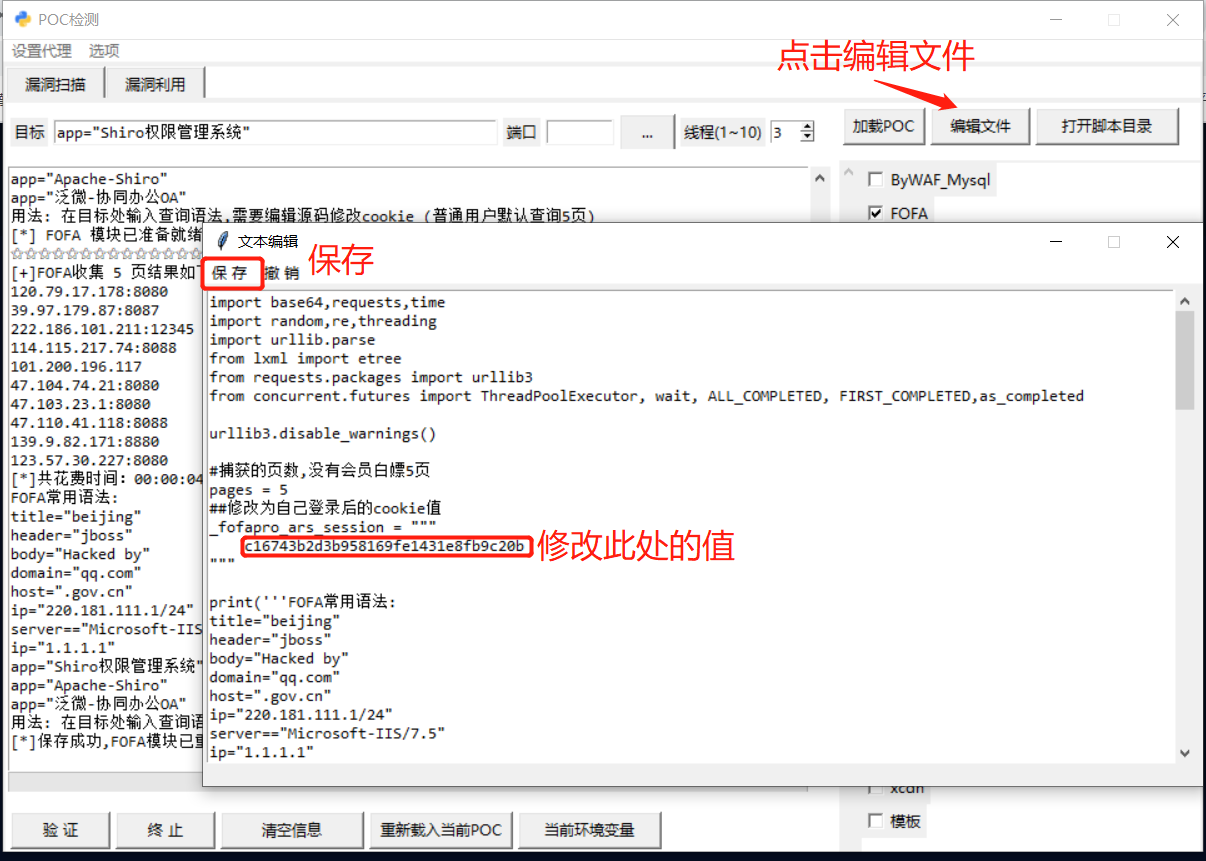 POC检测
设置代理 选项
点击编辑文件
漏洞扫描 漏洞利用
目标 app="Shiro权限管理系统" 端口 ... 线程(1~10) 3 加载POC 编辑文件 打开脚本目录
app="Apache-Shiro"
app="泛微-协同办公OA"
用法: 在目标处输入查询语法,需要编辑源码修改cookie (普通用户默认查询5页)
[*] FOFA 模块已准备就绪
☆☆☆☆☆☆☆☆☆☆☆☆☆☆
[+]FOFA收集 5 页结果如
120.79.17.178:8080
39.97.179.87:8087
222.186.101.211:12345
114.115.217.74:8088
101.200.196.117
47.104.74.21:8080
47.103.23.1:8080
47.110.41.118:8088
139.9.82.171:8880
123.57.30.227:8080
[*]共花费时间: 00:00:04
FOFA常用语法:
title="beijing"
header="jboss"
body="Hacked by"
domain="qq.com"
host=".gov.cn"
ip="220.181.111.1/24"
server=="Microsoft-IIS
ip="1.1.1.1"
app="Shiro权限管理系统"
app="Apache-Shiro"
app="泛微-协同办公OA"
用法: 在目标处输入查询语
[*]保存成功,FOFA模块已重
ByWAF_Mysql
FOFA
文本编辑
保存 撤销 保存
import base64,requests,time
import random,re,threading
import urllib.parse
from lxml import etree
from requests.packages import urllib3
from concurrent.futures import ThreadPoolExecutor, wait, ALL_COMPLETED, FIRST_COMPLETED,as_completed
urllib3.disable_warnings()
#捕获的页数,没有会员白嫖5页
pages = 5
##修改为自己登录后的cookie值
_fofapro_ars_session = """
c16743b2d3b958169fe1431e8fb9c20b 修改此处的值
"""
print('''FOFA常用语法:
title="beijing"
header="jboss"
body="Hacked by"
domain="qq.com"
host=".gov.cn"
ip="220.181.111.1/24"
server=="Microsoft-IIS/7.5"
ip="1.1.1.1"
xcan
模板
验 证 终 止 清空信息 重新载入当前POC 当前环境变量